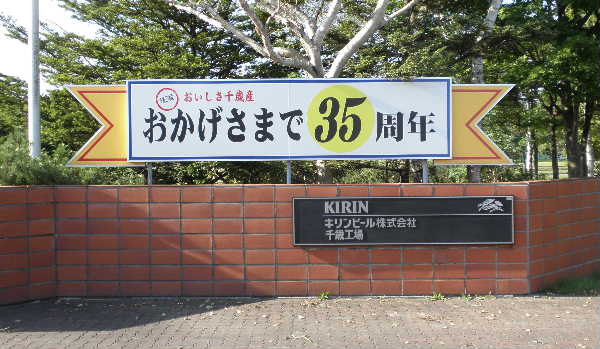 おいしさ千歳産
おかげさまで35周年
KIRIN
キリンビール株式会社
千歳工場